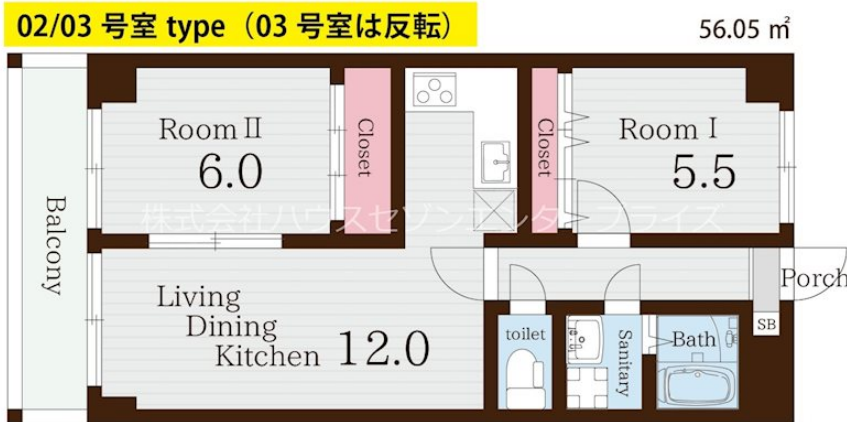 02/03 号室 type（03 号室は反転）
56.05 ㎡
Room Ⅱ
6.0
Closet
Closet
Room Ⅰ
5.5
株式会社ハウスセゾンエンタープライズ
Balcony
Living
Dining
Kitchen 12.0
toilet
Sanitary
Bath
SB
Porch